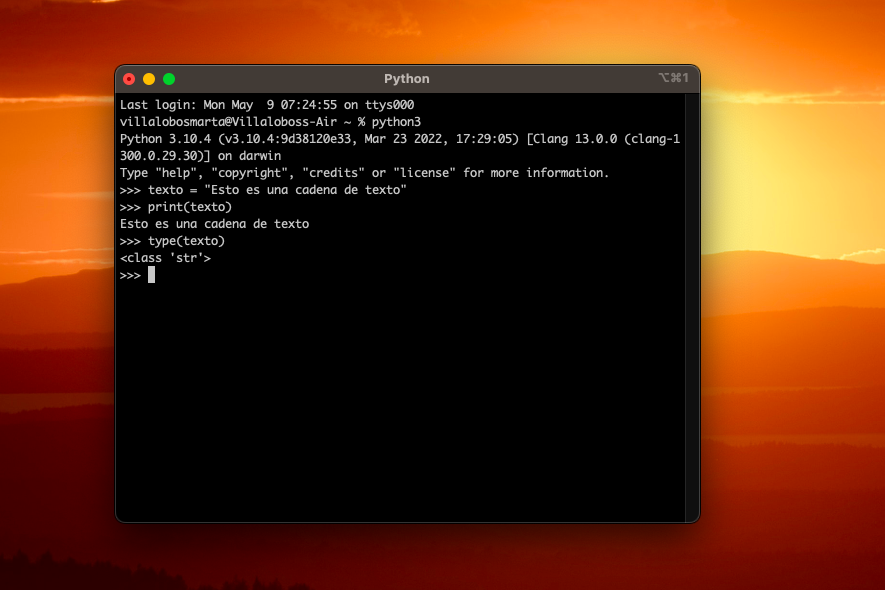 Python
⌥⌘1
Last login: Mon May  9 07:24:55 on ttys000
villalobosmarta@Villaloboss-Air ~ % python3
Python 3.10.4 (v3.10.4:9d38120e33, Mar 23 2022, 17:29:05) [Clang 13.0.0 (clang-1
300.0.29.30)] on darwin
Type "help", "copyright", "credits" or "license" for more information.
>>> texto = "Esto es una cadena de texto"
>>> print(texto)
Esto es una cadena de texto
>>> type(texto)
<class 'str'>
>>>